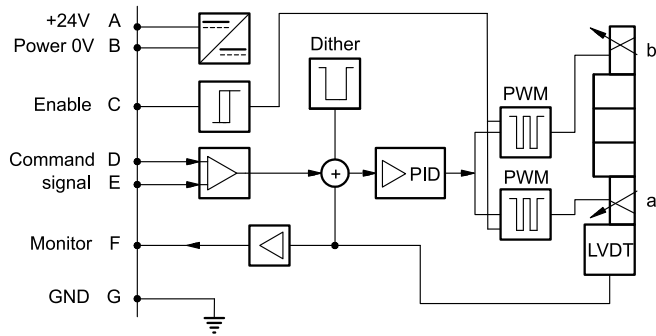 +24V A
Power 0V B
Enable C
Command D
signal E
Monitor F
GND G
Dither
+
PID
PWM
PWM
b
a
LVDT